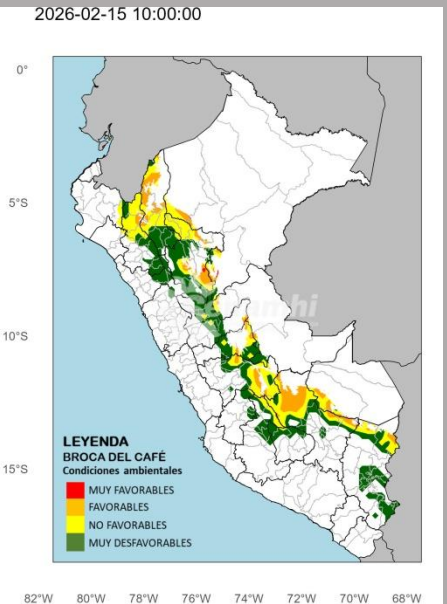 2026-02-15 10:00:00
0°
5°S
10°S
15°S
senamhi
LEYENDA
BROCA DEL CAFÉ
Condiciones ambientales
MUY FAVORABLES
FAVORABLES
NO FAVORABLES
MUY DESFAVORABLES
82°W 80°W 78°W 76°W 74°W 72°W 70°W 68°W